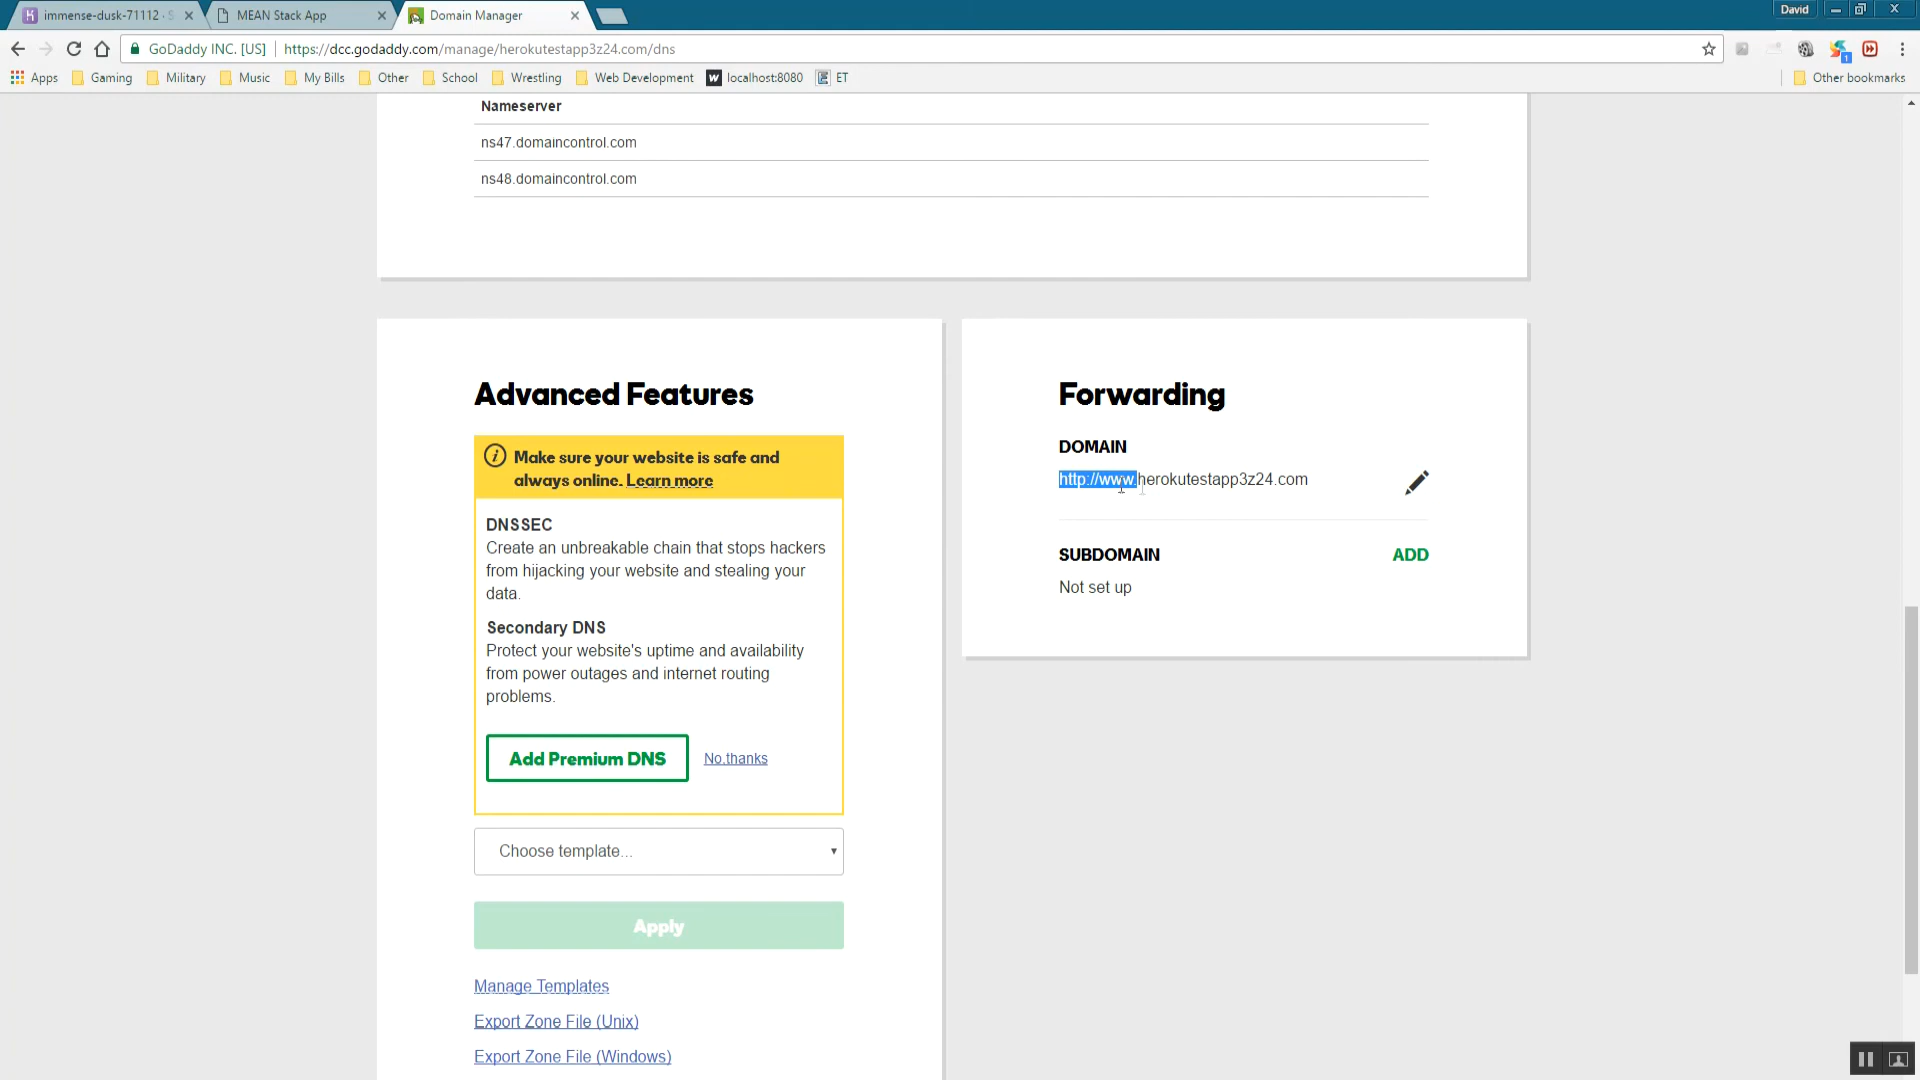 immense-dusk-71112 · S
MEAN Stack App
Domain Manager
David
GoDaddy INC. [US]
https://dcc.godaddy.com/manage/herokutestapp3z24.com/dns
1
Apps
Gaming
Military
Music
My Bills
Other
School
Wrestling
Web Development
localhost:8080
ET
Other bookmarks
Nameserver
ns47.domaincontrol.com
ns48.domaincontrol.com
Advanced Features
Make sure your website is safe and
always online. Learn more
DNSSEC
Create an unbreakable chain that stops hackers
from hijacking your website and stealing your
data.
Secondary DNS
Protect your website's uptime and availability
from power outages and internet routing
problems.
Add Premium DNS
No,thanks
Choose template...
Apply
Manage Templates
Export Zone File (Unix)
Export Zone File (Windows)
Forwarding
DOMAIN
http://www.herokutestapp3z24.com
SUBDOMAIN
ADD
Not set up